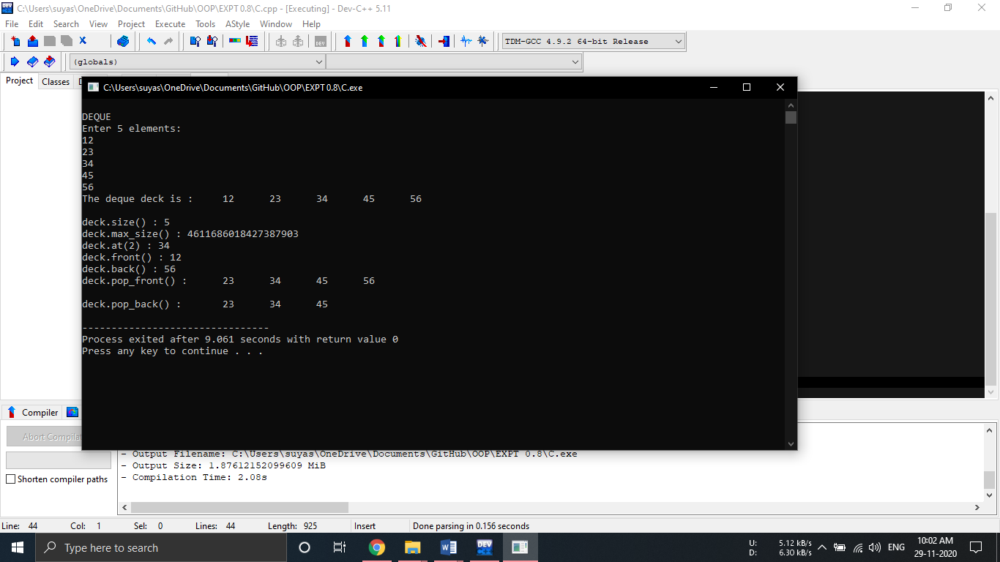 C:\Users\suyas\OneDrive\Documents\GitHub\OOP\EXPT 0.8\C.cpp - [Executing] - Dev-C++ 5.11
File Edit Search View Project Execute Tools AStyle Window Help
TDM-GCC 4.9.2 64-bit Release
(globals)
Project Classes D
C:\Users\suyas\OneDrive\Documents\GitHub\OOP\EXPT 0.8\C.exe
DEQUE
Enter 5 elements:
12
23
34
45
56
The deque deck is : 12 23 34 45 56
deck.size() : 5
deck.max_size() : 4611686018427387903
deck.at(2) : 34
deck.front() : 12
deck.back() : 56
deck.pop_front() : 23 34 45 56
deck.pop_back() : 23 34 45
--------------------------------
Process exited after 9.061 seconds with return value 0
Press any key to continue . . .
Compiler
Abort Compilat
Shorten compiler paths
- Output Filename: C:\Users\suyas\OneDrive\Documents\GitHub\OOP\EXPT 0.8\C.exe
- Output Size: 1.87612152099609 MiB
- Compilation Time: 2.08s
Line: 44 Col: 1 Sel: 0 Lines: 44 Length: 925 Insert Done parsing in 0.156 seconds
Type here to search
U: 5.12 kB/s
D: 6.30 kB/s
ENG
10:02 AM
29-11-2020